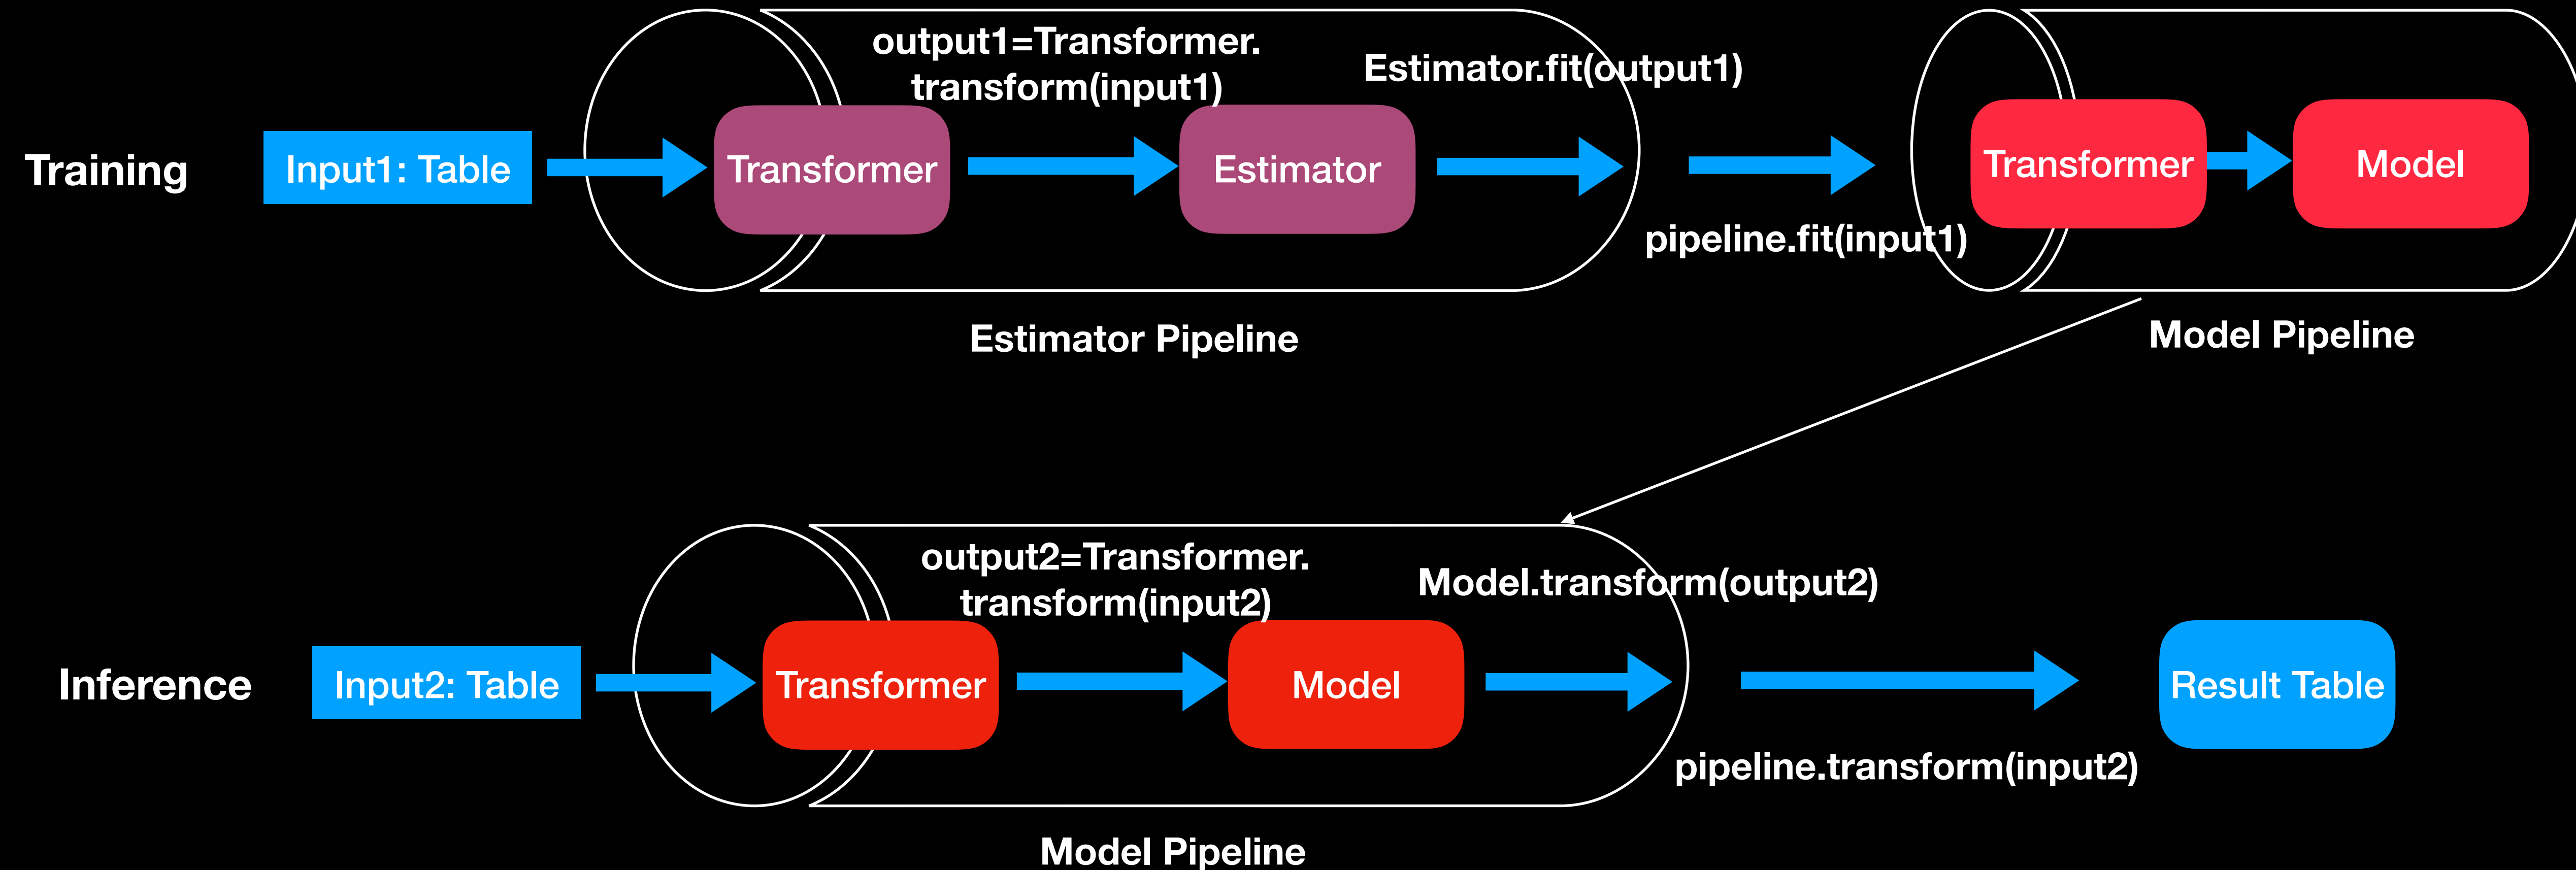 output1=Transformer.
transform(input1)
Estimator.fit(output1)
Training
Input1: Table
Transformer
Estimator
Transformer
Model
pipeline.fit(input1)
Estimator Pipeline
Model Pipeline
output2=Transformer.
transform(input2)
Model.transform(output2)
Inference
Input2: Table
Transformer
Model
Result Table
pipeline.transform(input2)
Model Pipeline